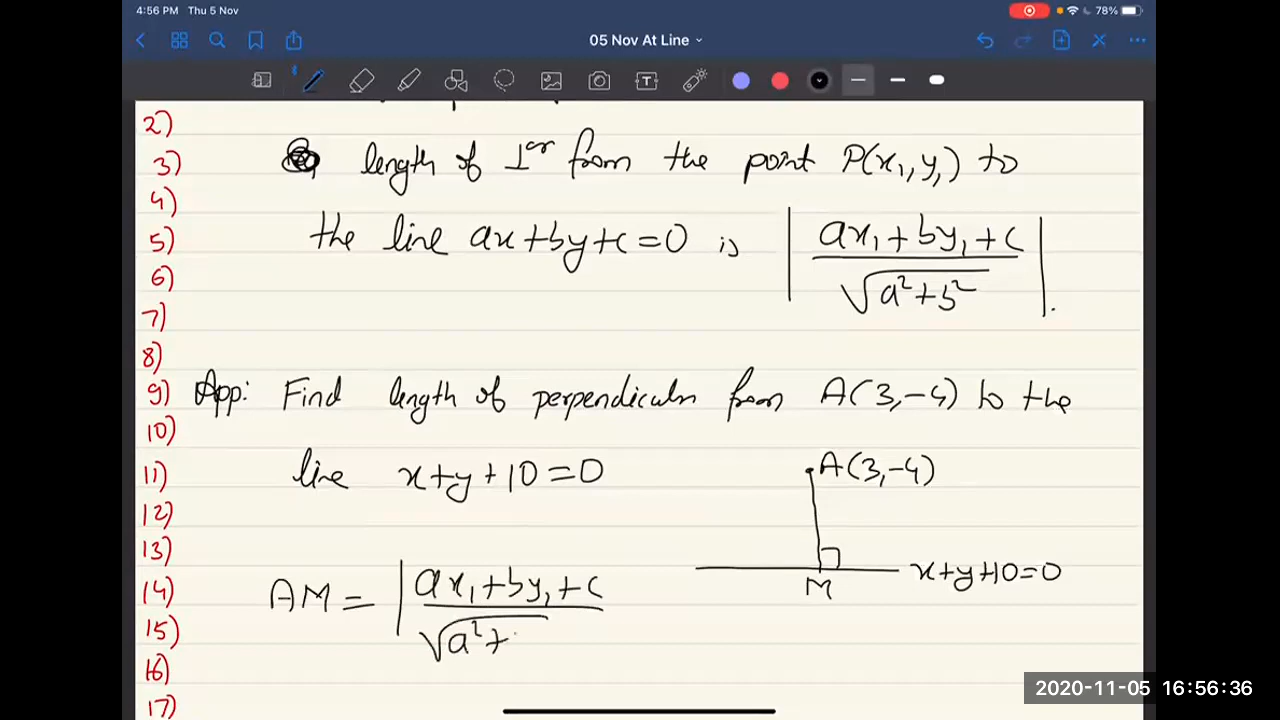 4:56 PM Thu 5 Nov
78%
05 Nov At Line
2)
3) length of ⊥er from the point P(x₁,y₁) to
4)
5) the line ax+by+c=0 is | ax₁+by₁+c / √a²+b² | .
6)
7)
8)
9) App: Find length of perpendicular from A(3,-4) to the
10)
11) line x+y+10=0
A(3,-4)
12)
13)
x+y+10=0
M
14) AM = | ax₁+by₁+c
15) √a²+
16)
17)
2020-11-05 16:56:36